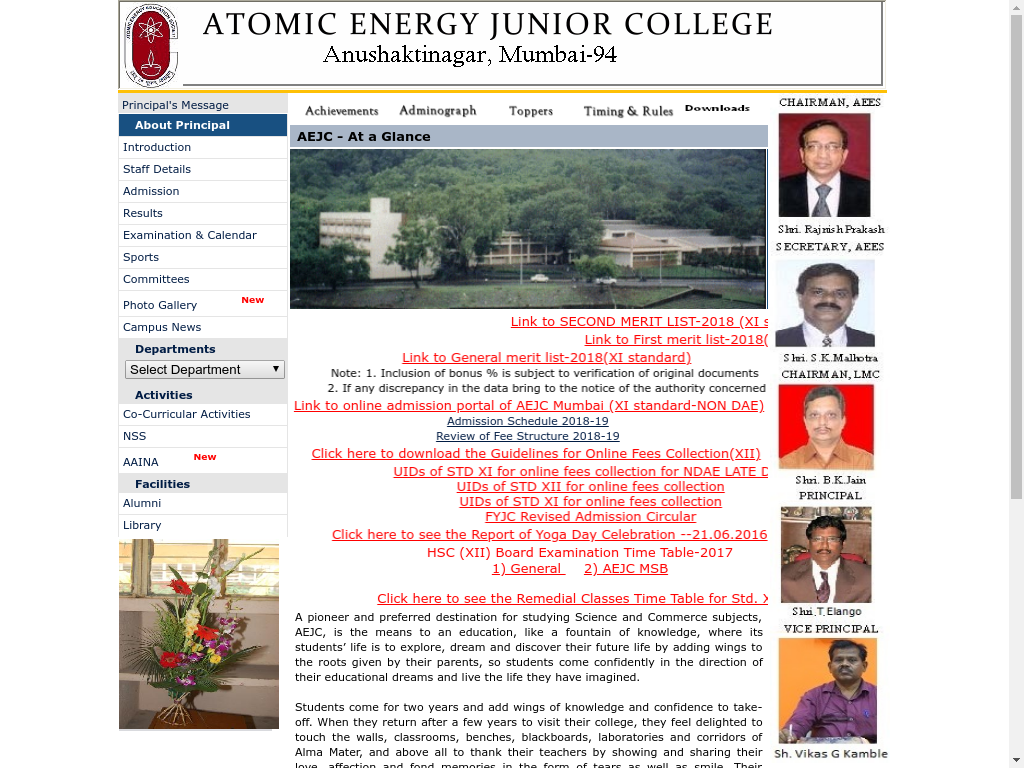 ATOMIC ENERGY JUNIOR COLLEGE
Anushaktinagar, Mumbai-94
Principal's Message
About Principal
Introduction
Staff Details
Admission
Results
Examination & Calendar
Sports
Committees
Photo Gallery New
Campus News
Departments
Select Department
Activities
Co-Curricular Activities
NSS
AAINA New
Facilities
Alumni
Library
Achievements Adminograph Toppers Timing & Rules Downloads
AEJC – At a Glance
Link to SECOND MERIT LIST-2018 (XI s
Link to First merit list-2018(
Link to General merit list-2018(XI standard)
Note: 1. Inclusion of bonus % is subject to verification of original documents
2. If any discrepancy in the data bring to the notice of the authority concerned
Link to online admission portal of AEJC Mumbai (XI standard-NON DAE)
Admission Schedule 2018-19
Review of Fee Structure 2018-19
Click here to download the Guidelines for Online Fees Collection(XII)
UIDs of STD XI for online fees collection for NDAE LATE D
UIDs of STD XII for online fees collection
UIDs of STD XI for online fees collection
FYJC Revised Admission Circular
Click here to see the Report of Yoga Day Celebration --21.06.2016
HSC (XII) Board Examination Time Table-2017
1) General 2) AEJC MSB
Click here to see the Remedial Classes Time Table for Std. X
A pioneer and preferred destination for studying Science and Commerce subjects,
AEJC, is the means to an education, like a fountain of knowledge, where its
students' life is to explore, dream and discover their future life by adding wings to
the roots given by their parents, so students come confidently in the direction of
their educational dreams and live the life they have imagined.
Students come for two years and add wings of knowledge and confidence to take-
off. When they return after a few years to visit their college, they feel delighted to
touch the walls, classrooms, benches, blackboards, laboratories and corridors of
Alma Mater, and above all to thank their teachers by showing and sharing their
love, affection and fond memories in the form of tears as well as smile. Their
CHAIRMAN, AEES
Shri. Rajnish Prakash
SECRETARY, AEES
Shri. S.K.Malhotra
CHAIRMAN, LMC
Shri. B.K.Jain
PRINCIPAL
Shri.T.Elango
VICE PRINCIPAL
Sh. Vikas G Kamble